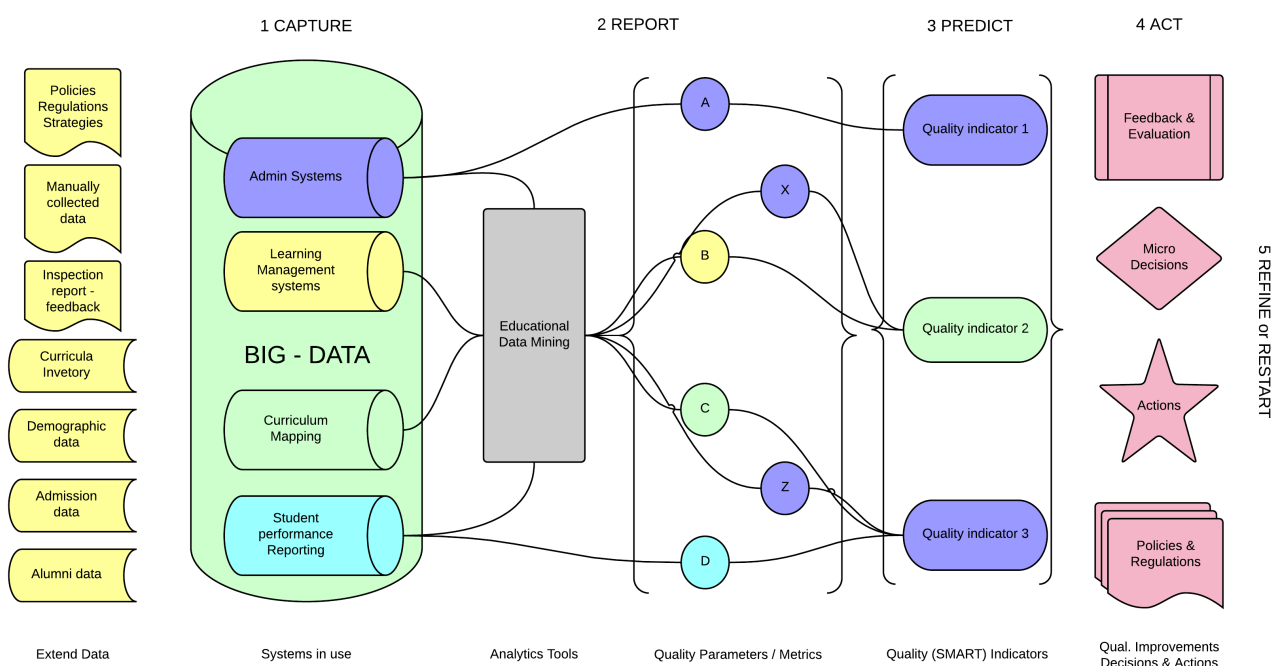 1 CAPTURE
2 REPORT
3 PREDICT
4 ACT
Policies
Regulations
Strategies
Manually
collected
data
Inspection
report -
feedback
Curricula
Invetory
Demographic
data
Admission
data
Alumni data
Admin Systems
Learning
Management
systems
BIG - DATA
Curriculum
Mapping
Student
performance
Reporting
Educational
Data Mining
A
X
B
C
Z
D
Quality indicator 1
Quality indicator 2
Quality indicator 3
Feedback &
Evaluation
Micro
Decisions
Actions
Policies &
Regulations
5 REFINE or RESTART
Extend Data
Systems in use
Analytics Tools
Quality Parameters / Metrics
Quality (SMART) Indicators
Qual. Improvements
Decisions & Actions